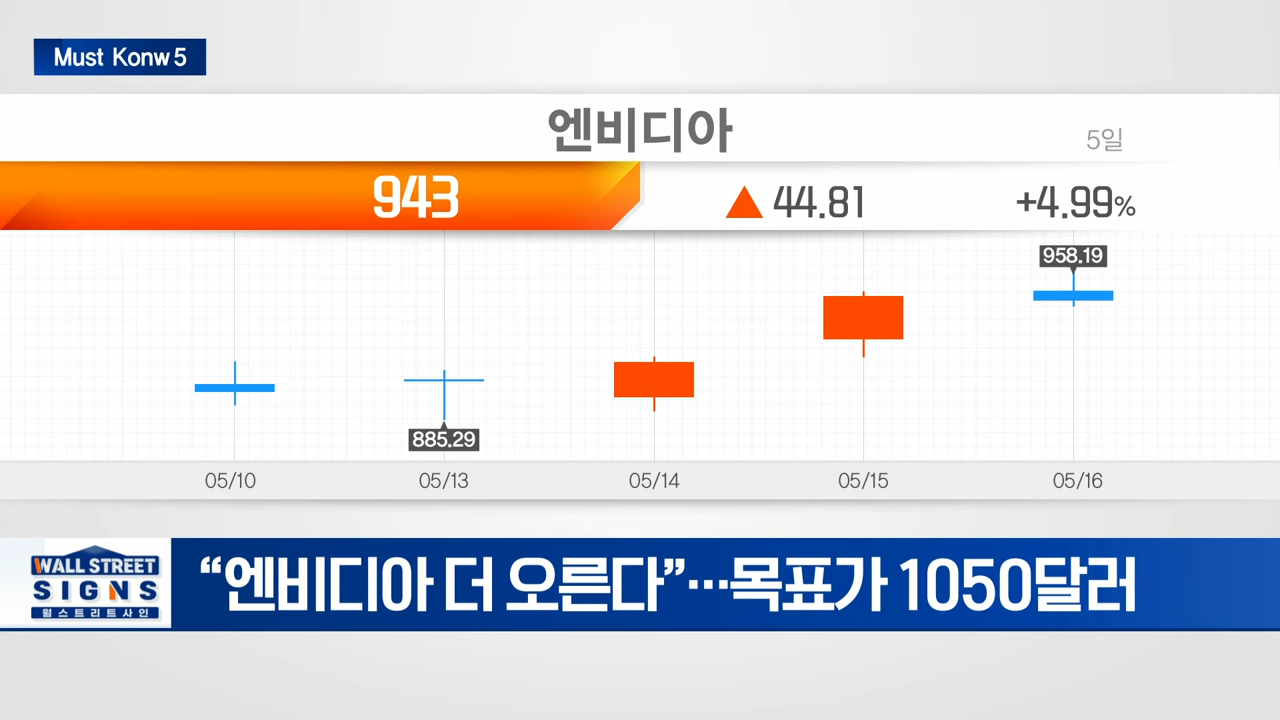 Must Konw 5
엔비디아
5일
943
▲ 44.81
+4.99%
958.19
885.29
05/10
05/13
05/14
05/15
05/16
WALL STREET
SIGNS
월스트리트사인
“엔비디아 더 오른다”…목표가 1050달러